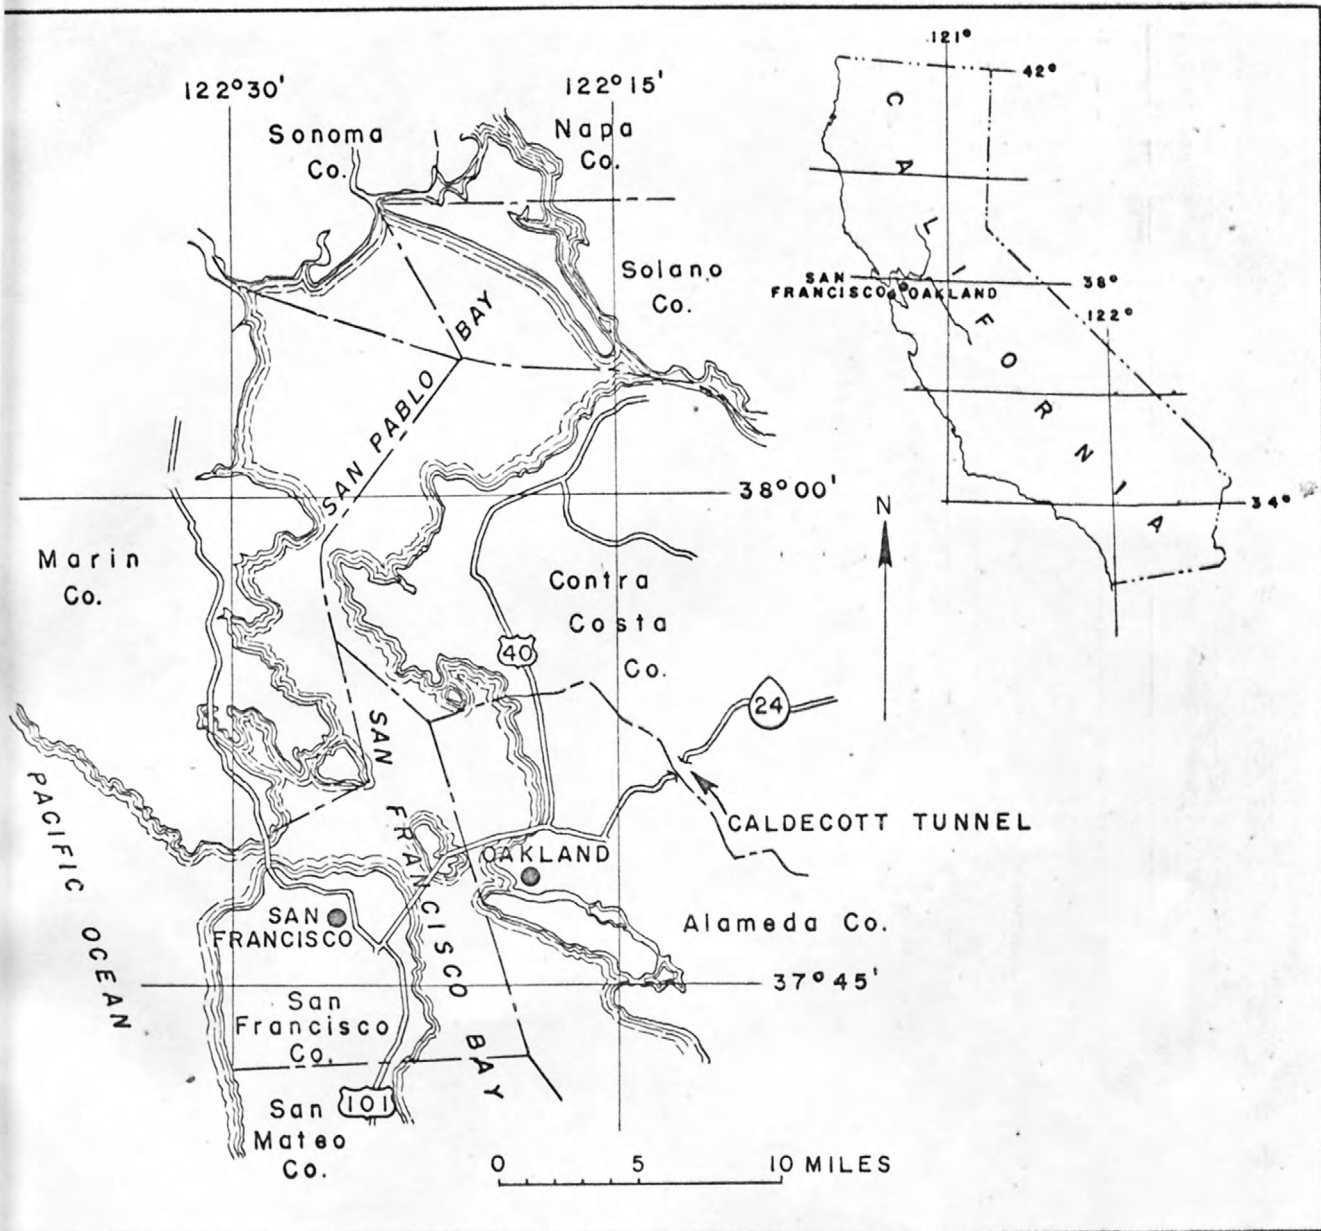 122°30'
122°15'
Sonoma
Co.
Napa
Co.
Solano
Co.
SAN PABLO BAY
38°00'
Marin
Co.
Contra
Costa
Co.
40
24
SAN FRANCISCO BAY
CALDECOTT TUNNEL
PACIFIC OCEAN
OAKLAND
SAN
FRANCISCO
Alameda Co.
37°45'
San
Francisco
Co.
101
San
Mateo
Co.
0 5 10 MILES
N
121°
42°
CALIFORNIA
SAN
FRANCISCO
OAKLAND
38°
122°
34°